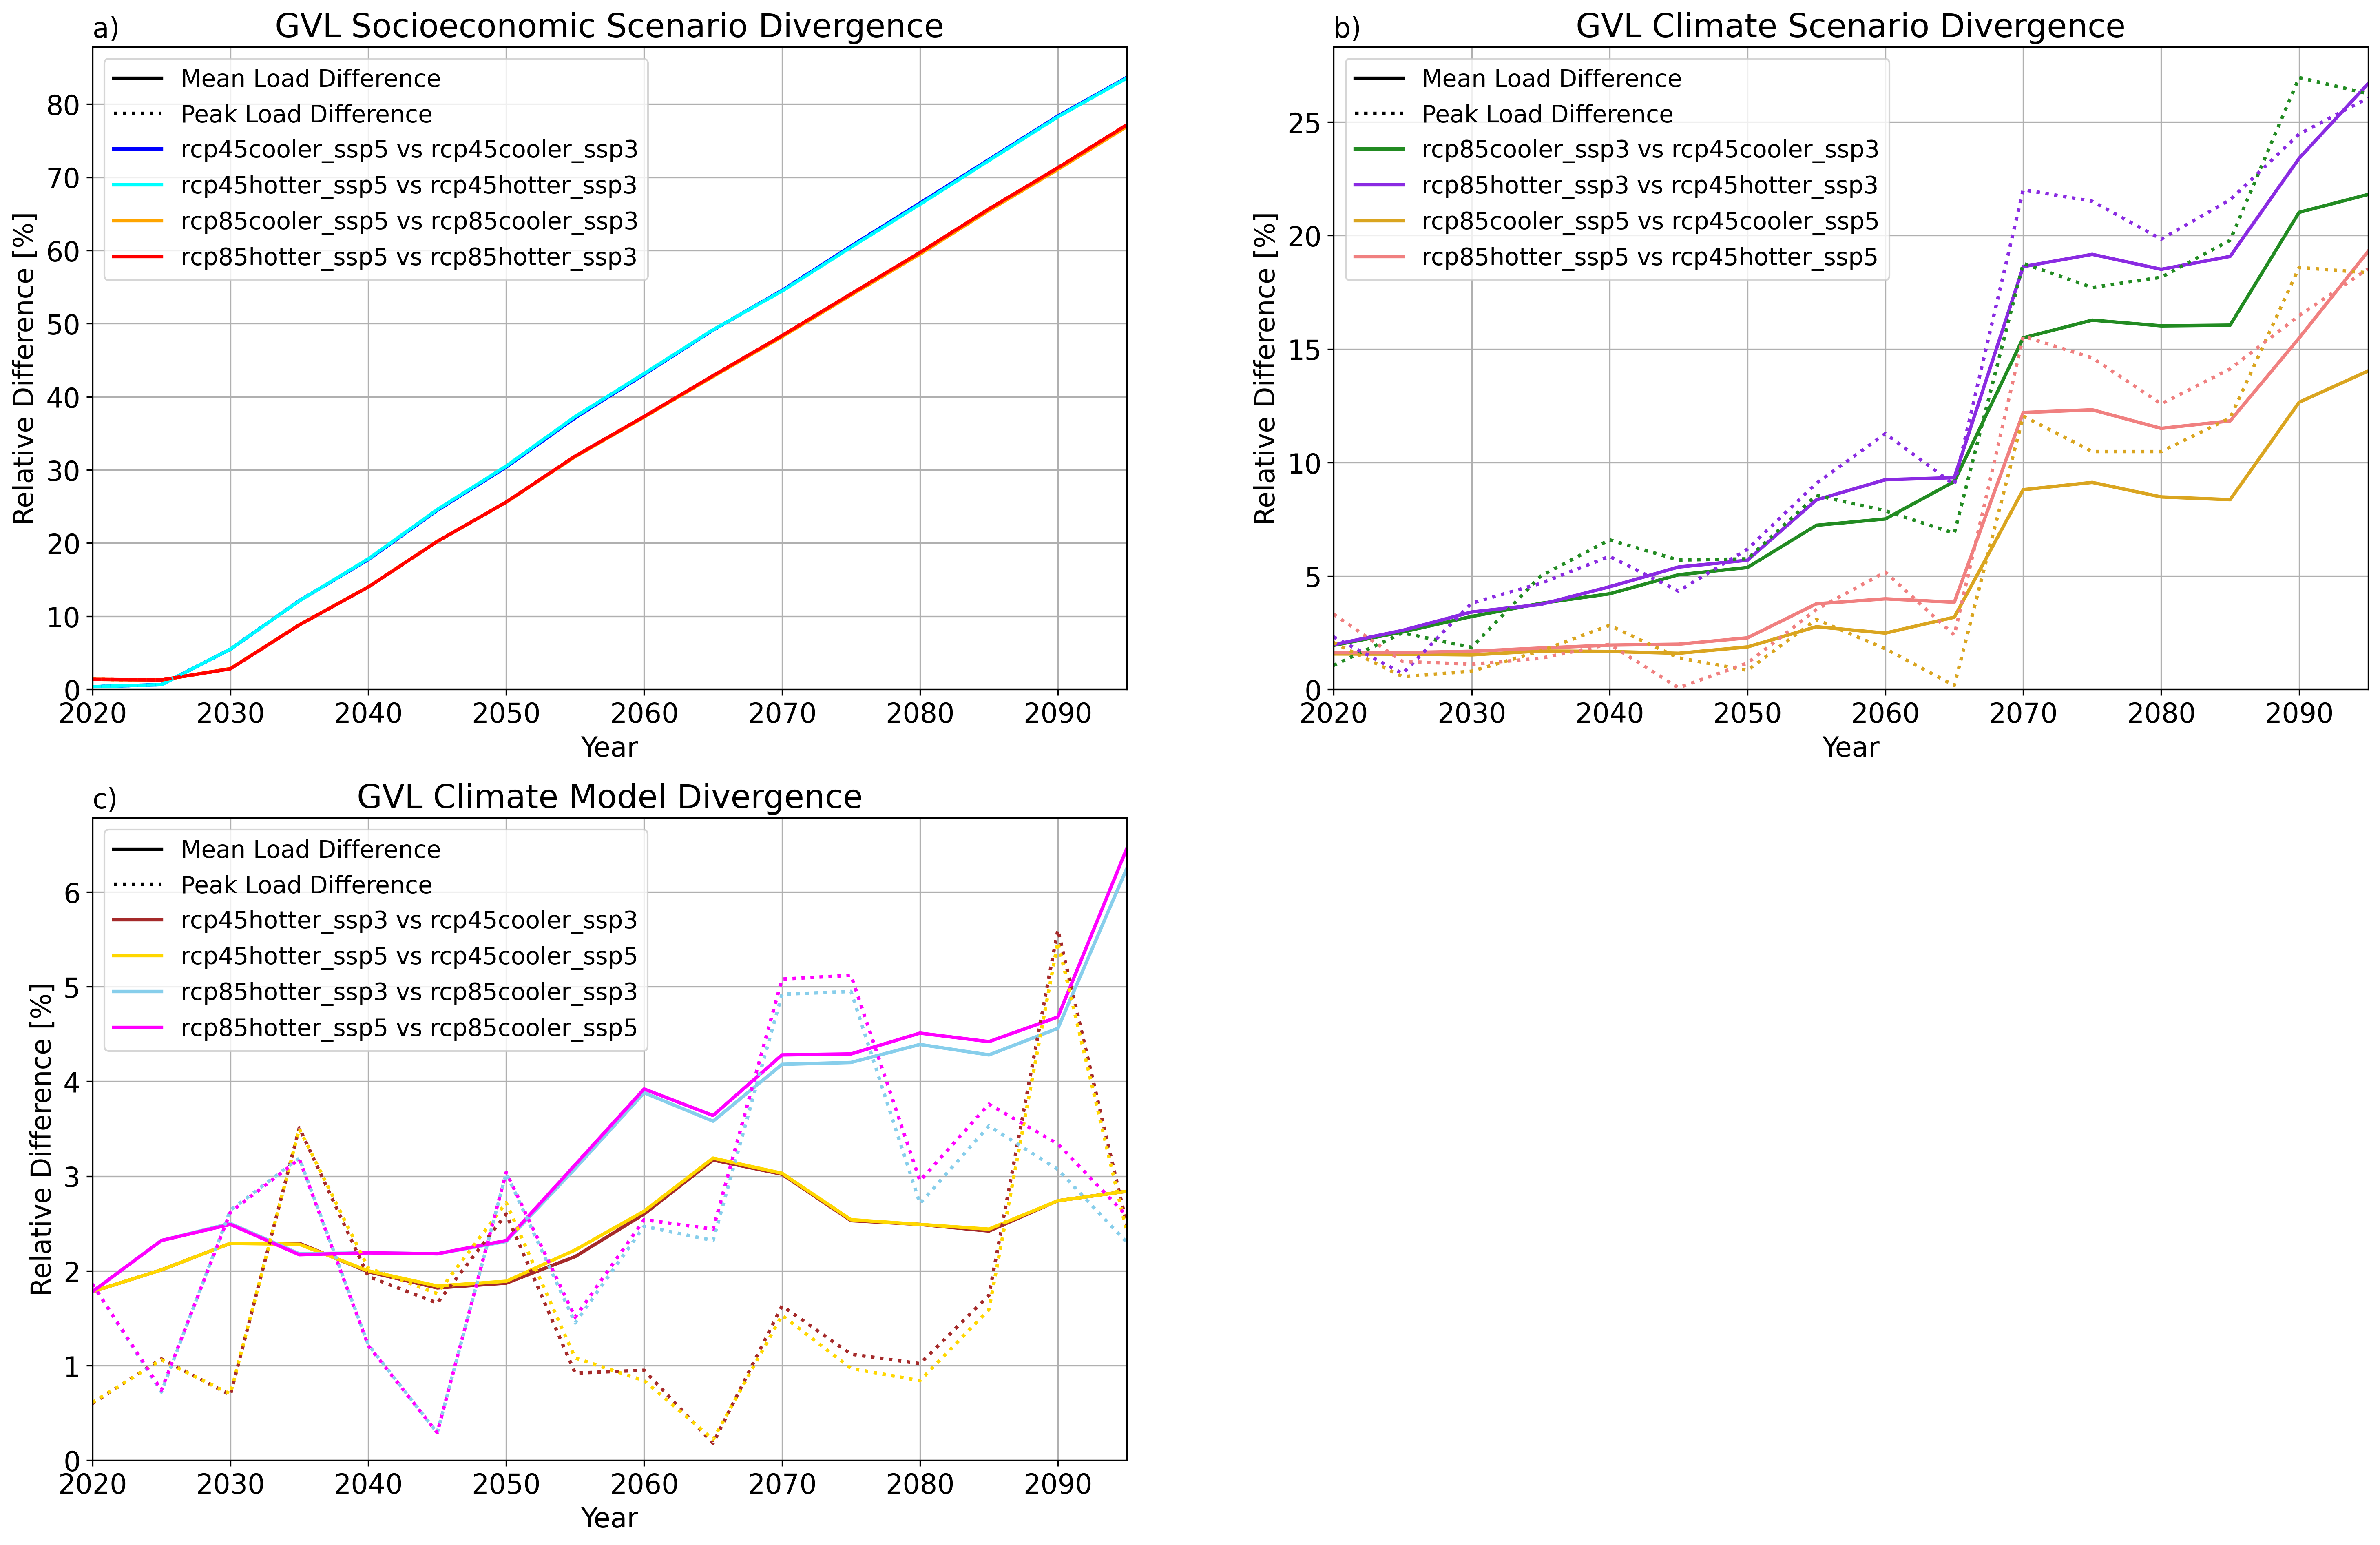 a)
GVL Socioeconomic Scenario Divergence
Mean Load Difference
Peak Load Difference
rcp45cooler_ssp5 vs rcp45cooler_ssp3
rcp45hotter_ssp5 vs rcp45hotter_ssp3
rcp85cooler_ssp5 vs rcp85cooler_ssp3
rcp85hotter_ssp5 vs rcp85hotter_ssp3
Relative Difference [%]
80
70
60
50
40
30
20
10
0
2020 2030 2040 2050 2060 2070 2080 2090
Year
b)
GVL Climate Scenario Divergence
Mean Load Difference
Peak Load Difference
rcp85cooler_ssp3 vs rcp45cooler_ssp3
rcp85hotter_ssp3 vs rcp45hotter_ssp3
rcp85cooler_ssp5 vs rcp45cooler_ssp5
rcp85hotter_ssp5 vs rcp45hotter_ssp5
Relative Difference [%]
25
20
15
10
5
0
2020 2030 2040 2050 2060 2070 2080 2090
Year
c)
GVL Climate Model Divergence
Mean Load Difference
Peak Load Difference
rcp45hotter_ssp3 vs rcp45cooler_ssp3
rcp45hotter_ssp5 vs rcp45cooler_ssp5
rcp85hotter_ssp3 vs rcp85cooler_ssp3
rcp85hotter_ssp5 vs rcp85cooler_ssp5
Relative Difference [%]
6
5
4
3
2
1
0
2020 2030 2040 2050 2060 2070 2080 2090
Year